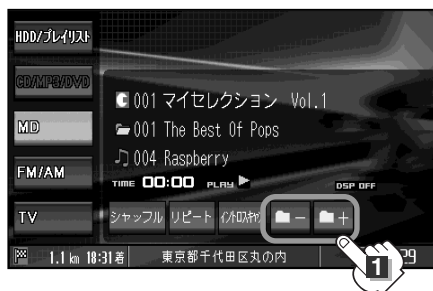 HDD/プレイリスト
CD/MP3/DVD
MD
FM/AM
TV
001 マイセレクション Vol.1
001 The Best Of Pops
004 Raspberry
TIME 00:00 PLAY
DSP OFF
シャッフル リピート イントロスキャン − +
1.1 km 18:31着 東京都千代田区丸の内 29
1